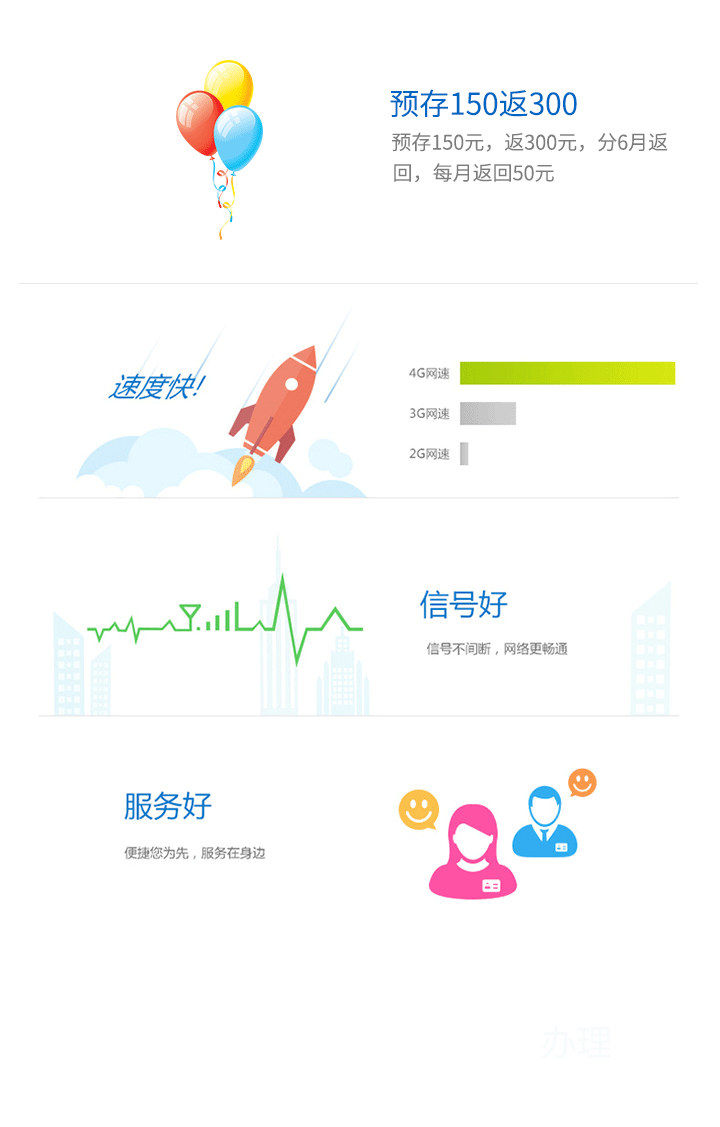 预存150返300
预存150元，返300元，分6月返
回，每月返回50元
速度快!
4G网速
3G网速
2G网速
信号好
信号不间断，网络更畅通
服务好
便捷您为先，服务在身边
办理